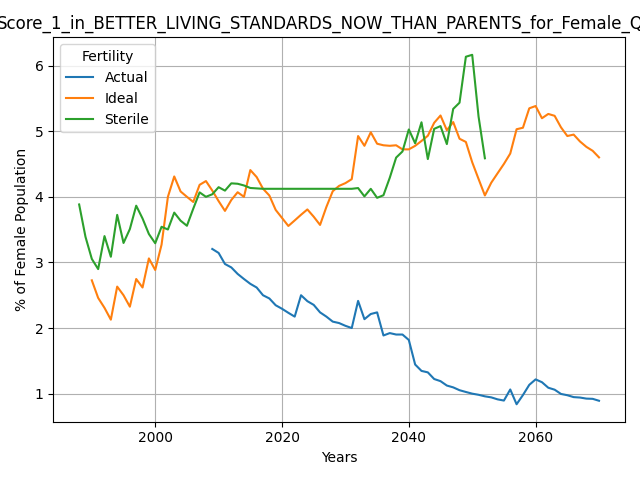 Score_1_in_BETTER_LIVING_STANDARDS_NOW_THAN_PARENTS_for_Female_Q
Fertility
Actual
Ideal
Sterile
% of Female Population
6
5
4
3
2
1
2000
2020
2040
2060
Years